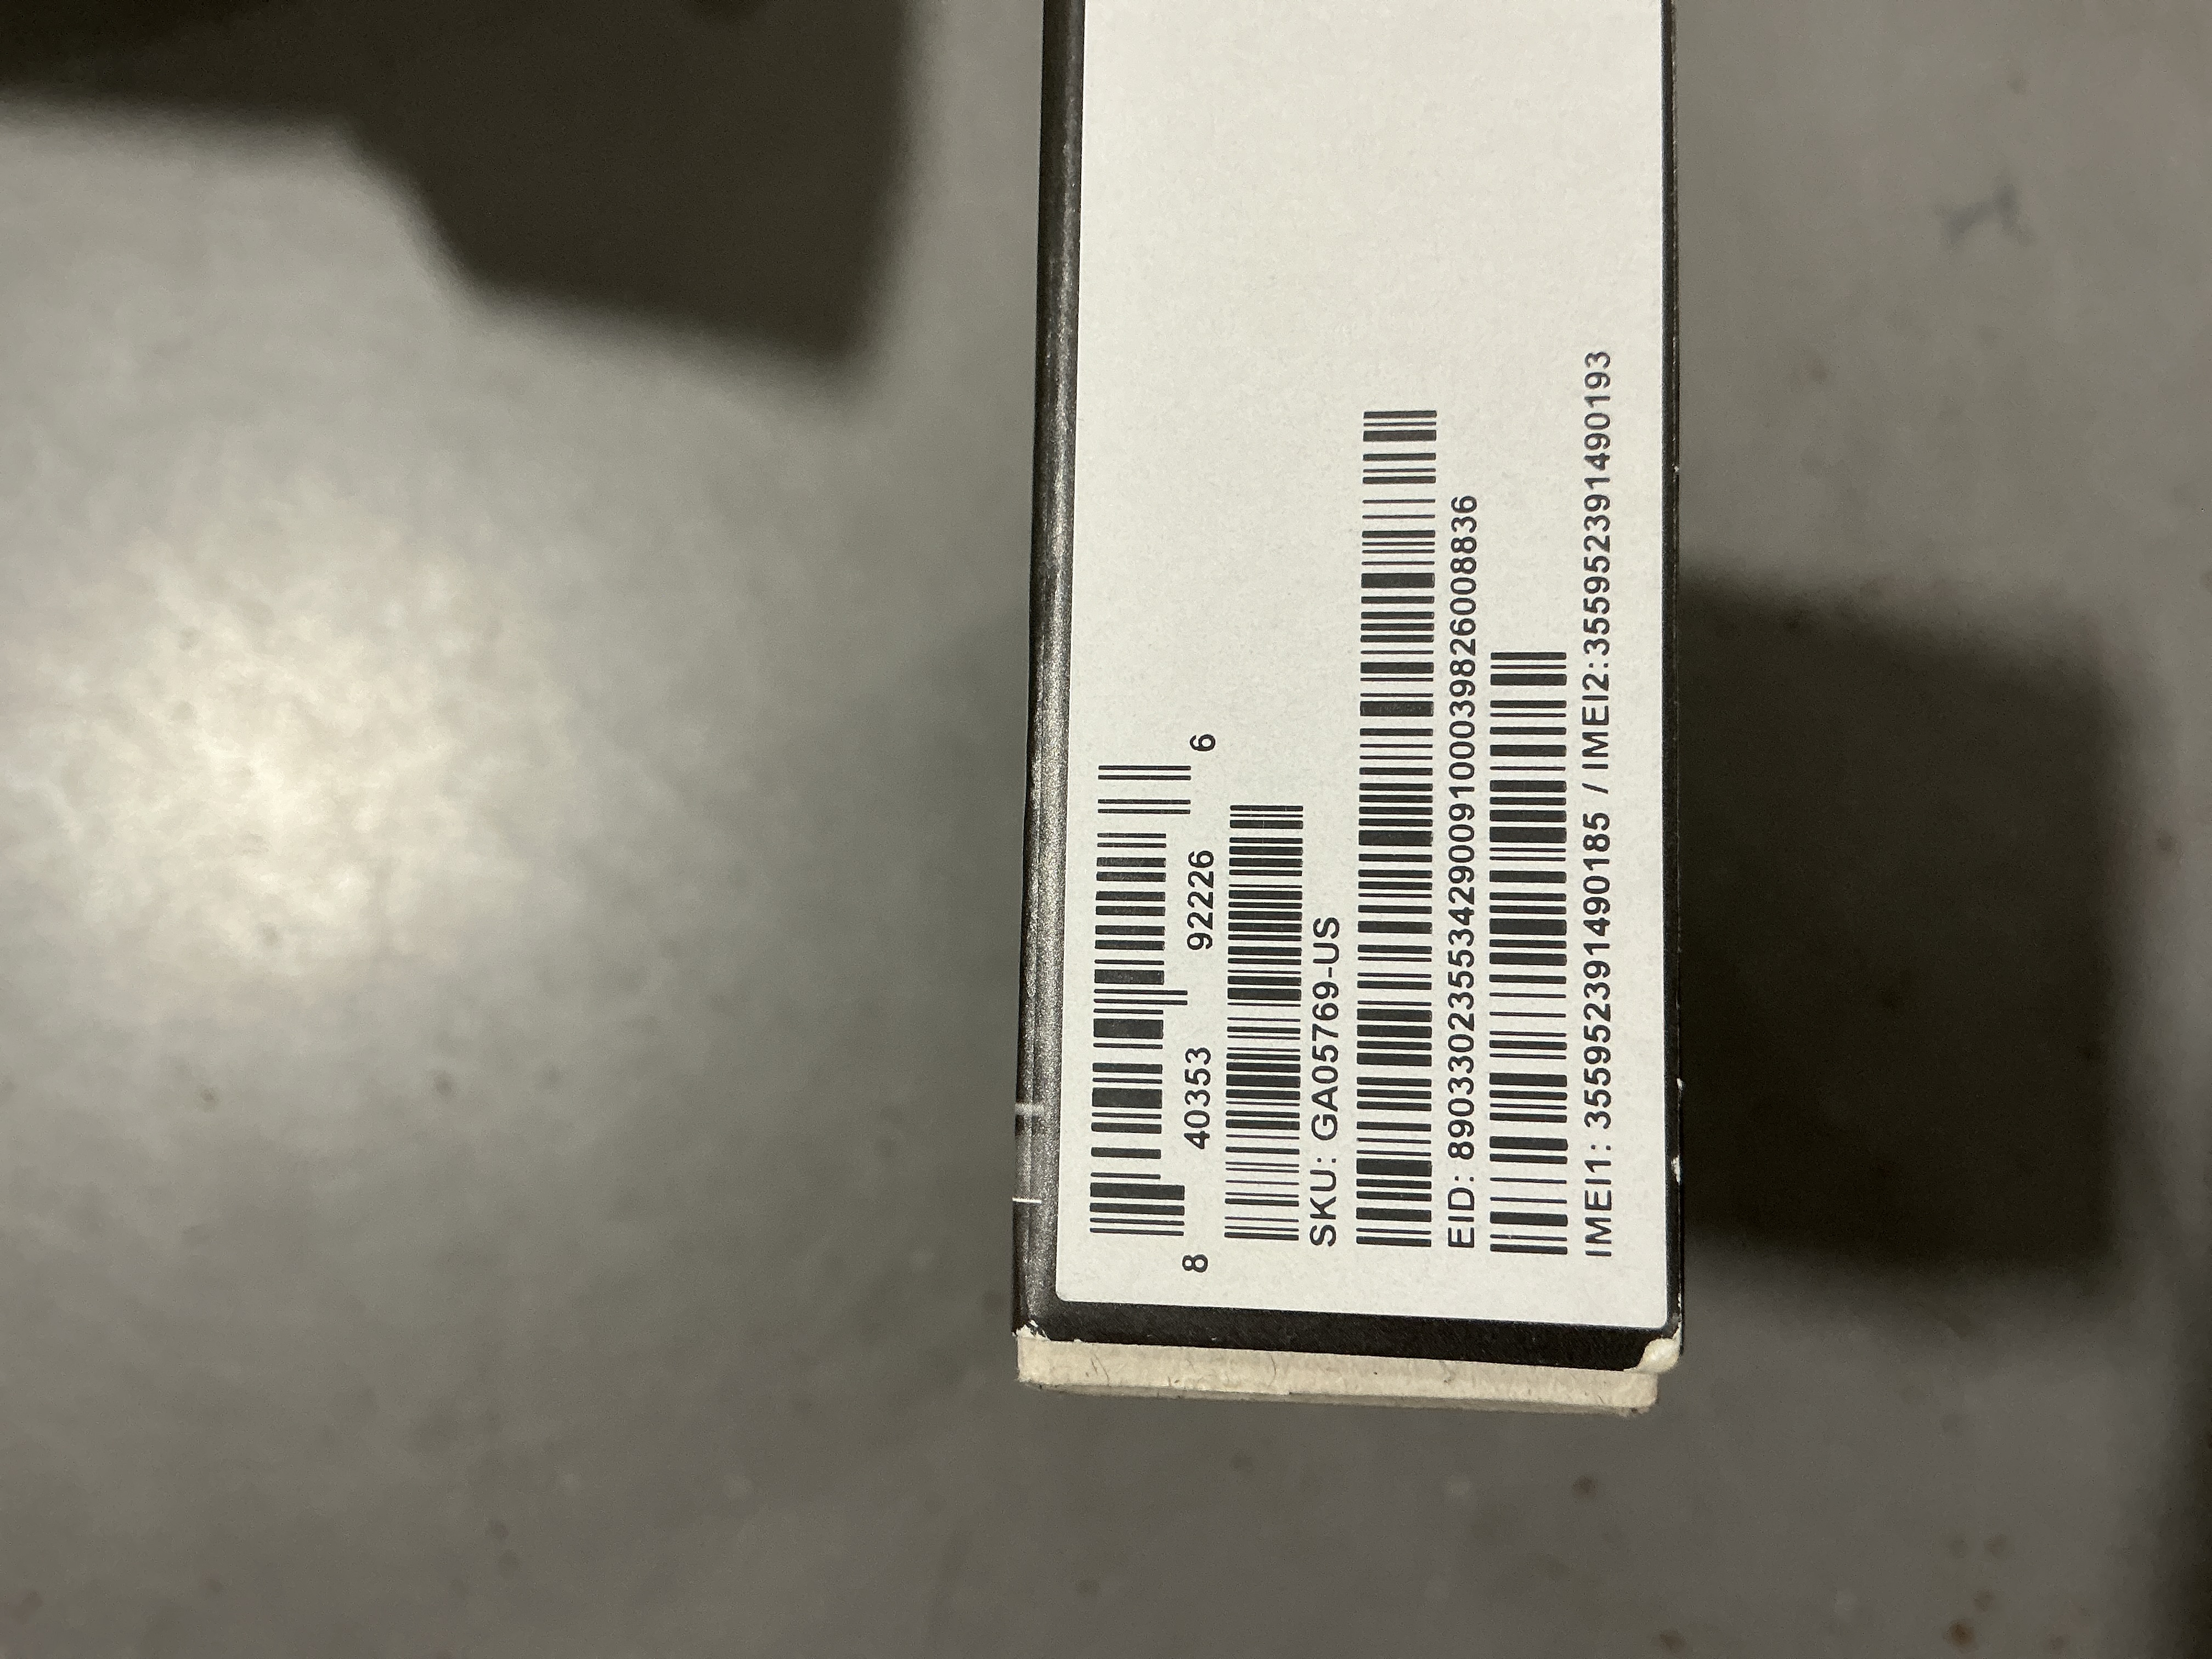 8 40353 92226 6
SKU: GA05769-US
EID: 89033023553429009100039826008836
IMEI1: 355952391490185 / IMEI2:355952391490193